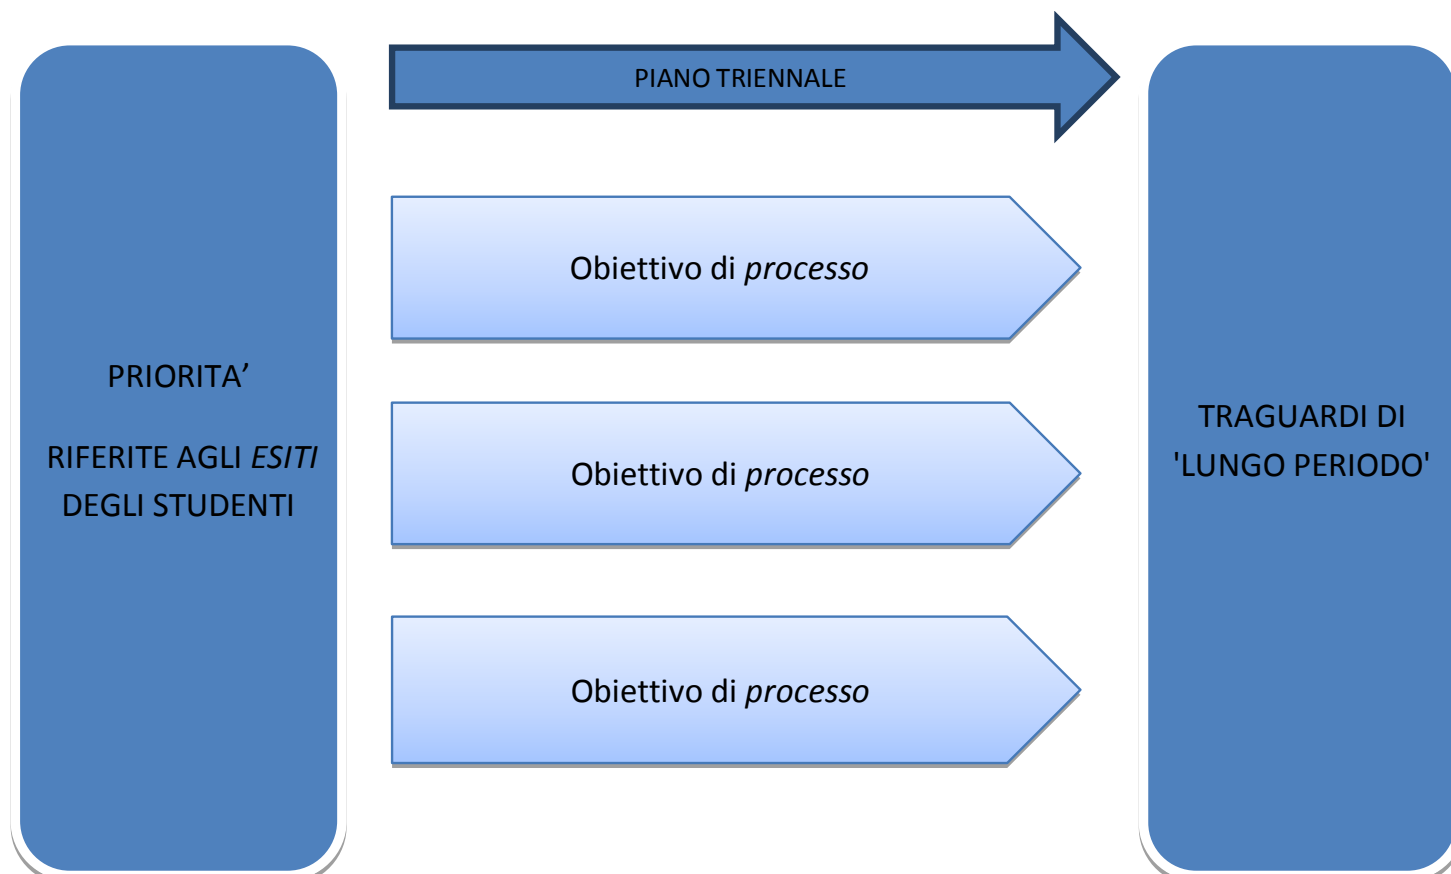 PIANO TRIENNALE
PRIORITA’
RIFERITE AGLI ESITI
DEGLI STUDENTI
Obiettivo di processo
Obiettivo di processo
Obiettivo di processo
TRAGUARDI DI
'LUNGO PERIODO'